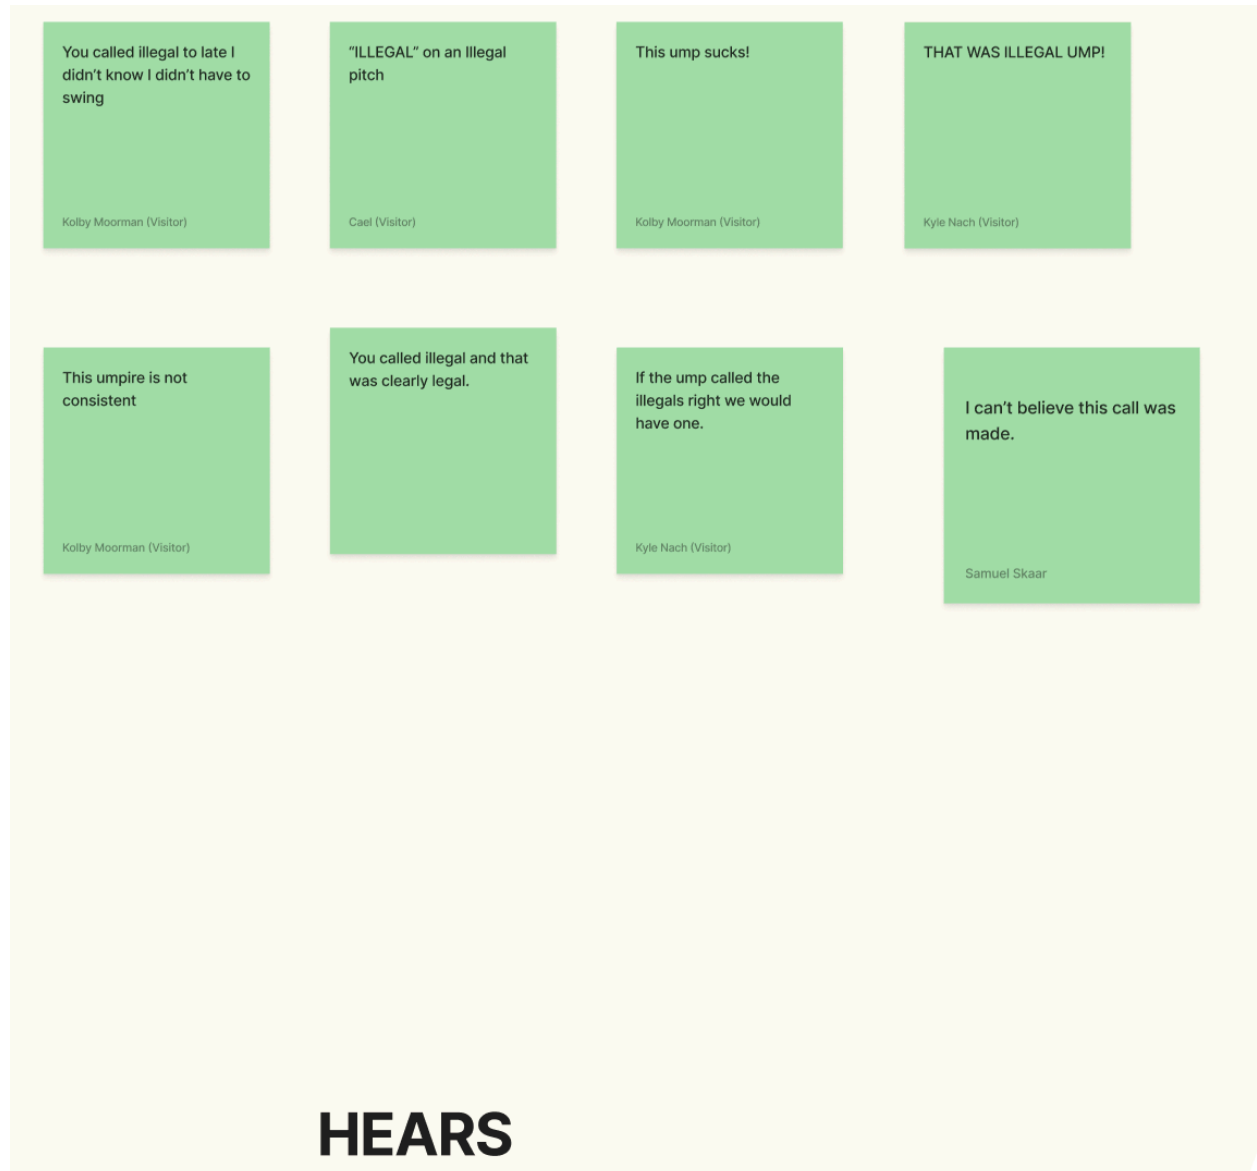 You called illegal to late I
didn’t know I didn’t have to
swing
Kolby Moorman (Visitor)
“ILLEGAL” on an Illegal
pitch
Cael (Visitor)
This ump sucks!
Kolby Moorman (Visitor)
THAT WAS ILLEGAL UMP!
Kyle Nach (Visitor)
This umpire is not
consistent
Kolby Moorman (Visitor)
You called illegal and that
was clearly legal.
If the ump called the
illegals right we would
have one.
Kyle Nach (Visitor)
I can’t believe this call was
made.
Samuel Skaar
HEARS